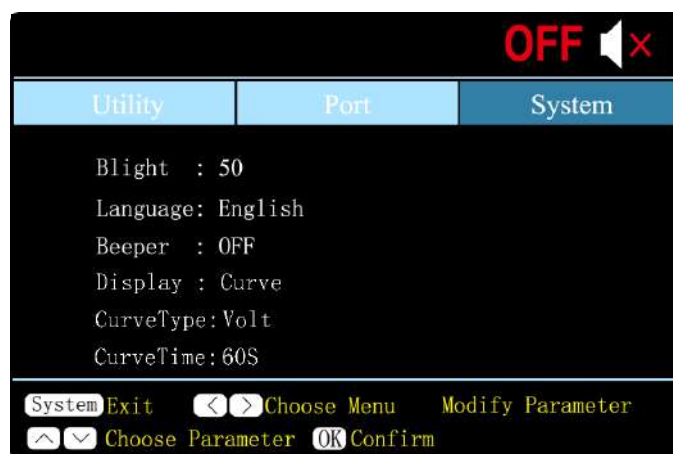 OFF
Utility Port System
Blight : 50
Language: English
Beeper : OFF
Display : Curve
CurveType:Volt
CurveTime:60S
System Exit < > Choose Menu Modify Parameter
Choose Parameter OK Confirm